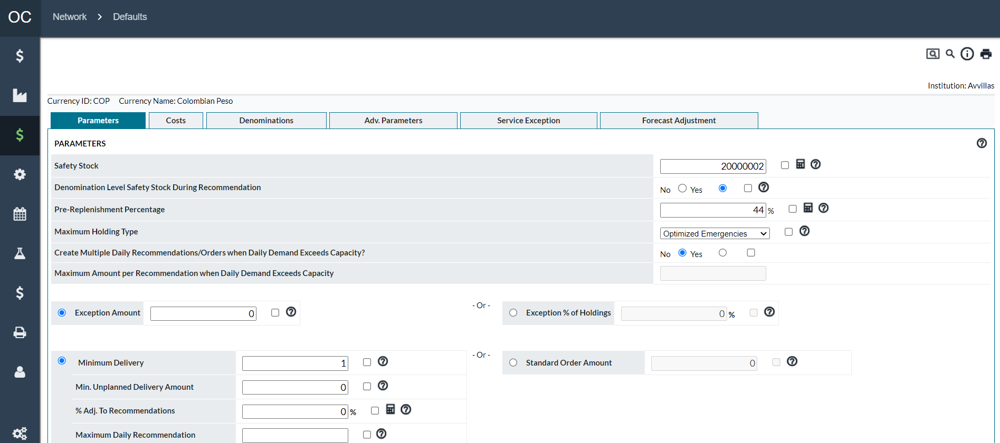 OC Network Defaults
Institution: Avvillas
Currency ID: COP Currency Name: Colombian Peso
Parameters Costs Denominations Adv. Parameters Service Exception Forecast Adjustment
PARAMETERS
Safety Stock 20000002
Denomination Level Safety Stock During Recommendation No Yes
Pre-Replenishment Percentage 44 %
Maximum Holding Type Optimized Emergencies
Create Multiple Daily Recommendations/Orders when Daily Demand Exceeds Capacity? No Yes
Maximum Amount per Recommendation when Daily Demand Exceeds Capacity
Exception Amount 0 - Or - Exception % of Holdings 0 %
Minimum Delivery 1 - Or - Standard Order Amount 0
Min. Unplanned Delivery Amount 0
% Adj. To Recommendations 0 %
Maximum Daily Recommendation